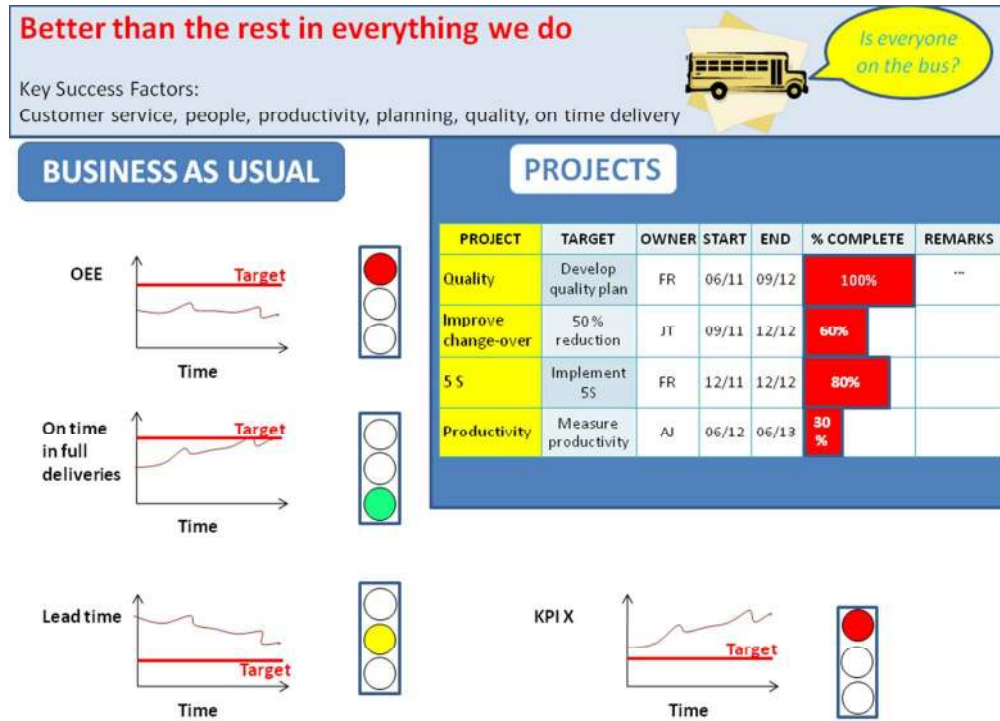 Better than the rest in everything we do
Is everyone
on the bus?
Key Success Factors:
Customer service, people, productivity, planning, quality, on time delivery
BUSINESS AS USUAL
PROJECTS
PROJECT TARGET OWNER START END % COMPLETE REMARKS
Quality Develop quality plan FR 06/11 09/12 100% ...
Improve change-over 50% reduction JT 09/11 12/12 60%
5 S Implement 5S FR 12/11 12/12 80%
Productivity Measure productivity AJ 06/12 06/13 30 %
OEE
Target
Time
On time
in full
deliveries
Target
Time
Lead time
Target
Time
KPI X
Target
Time